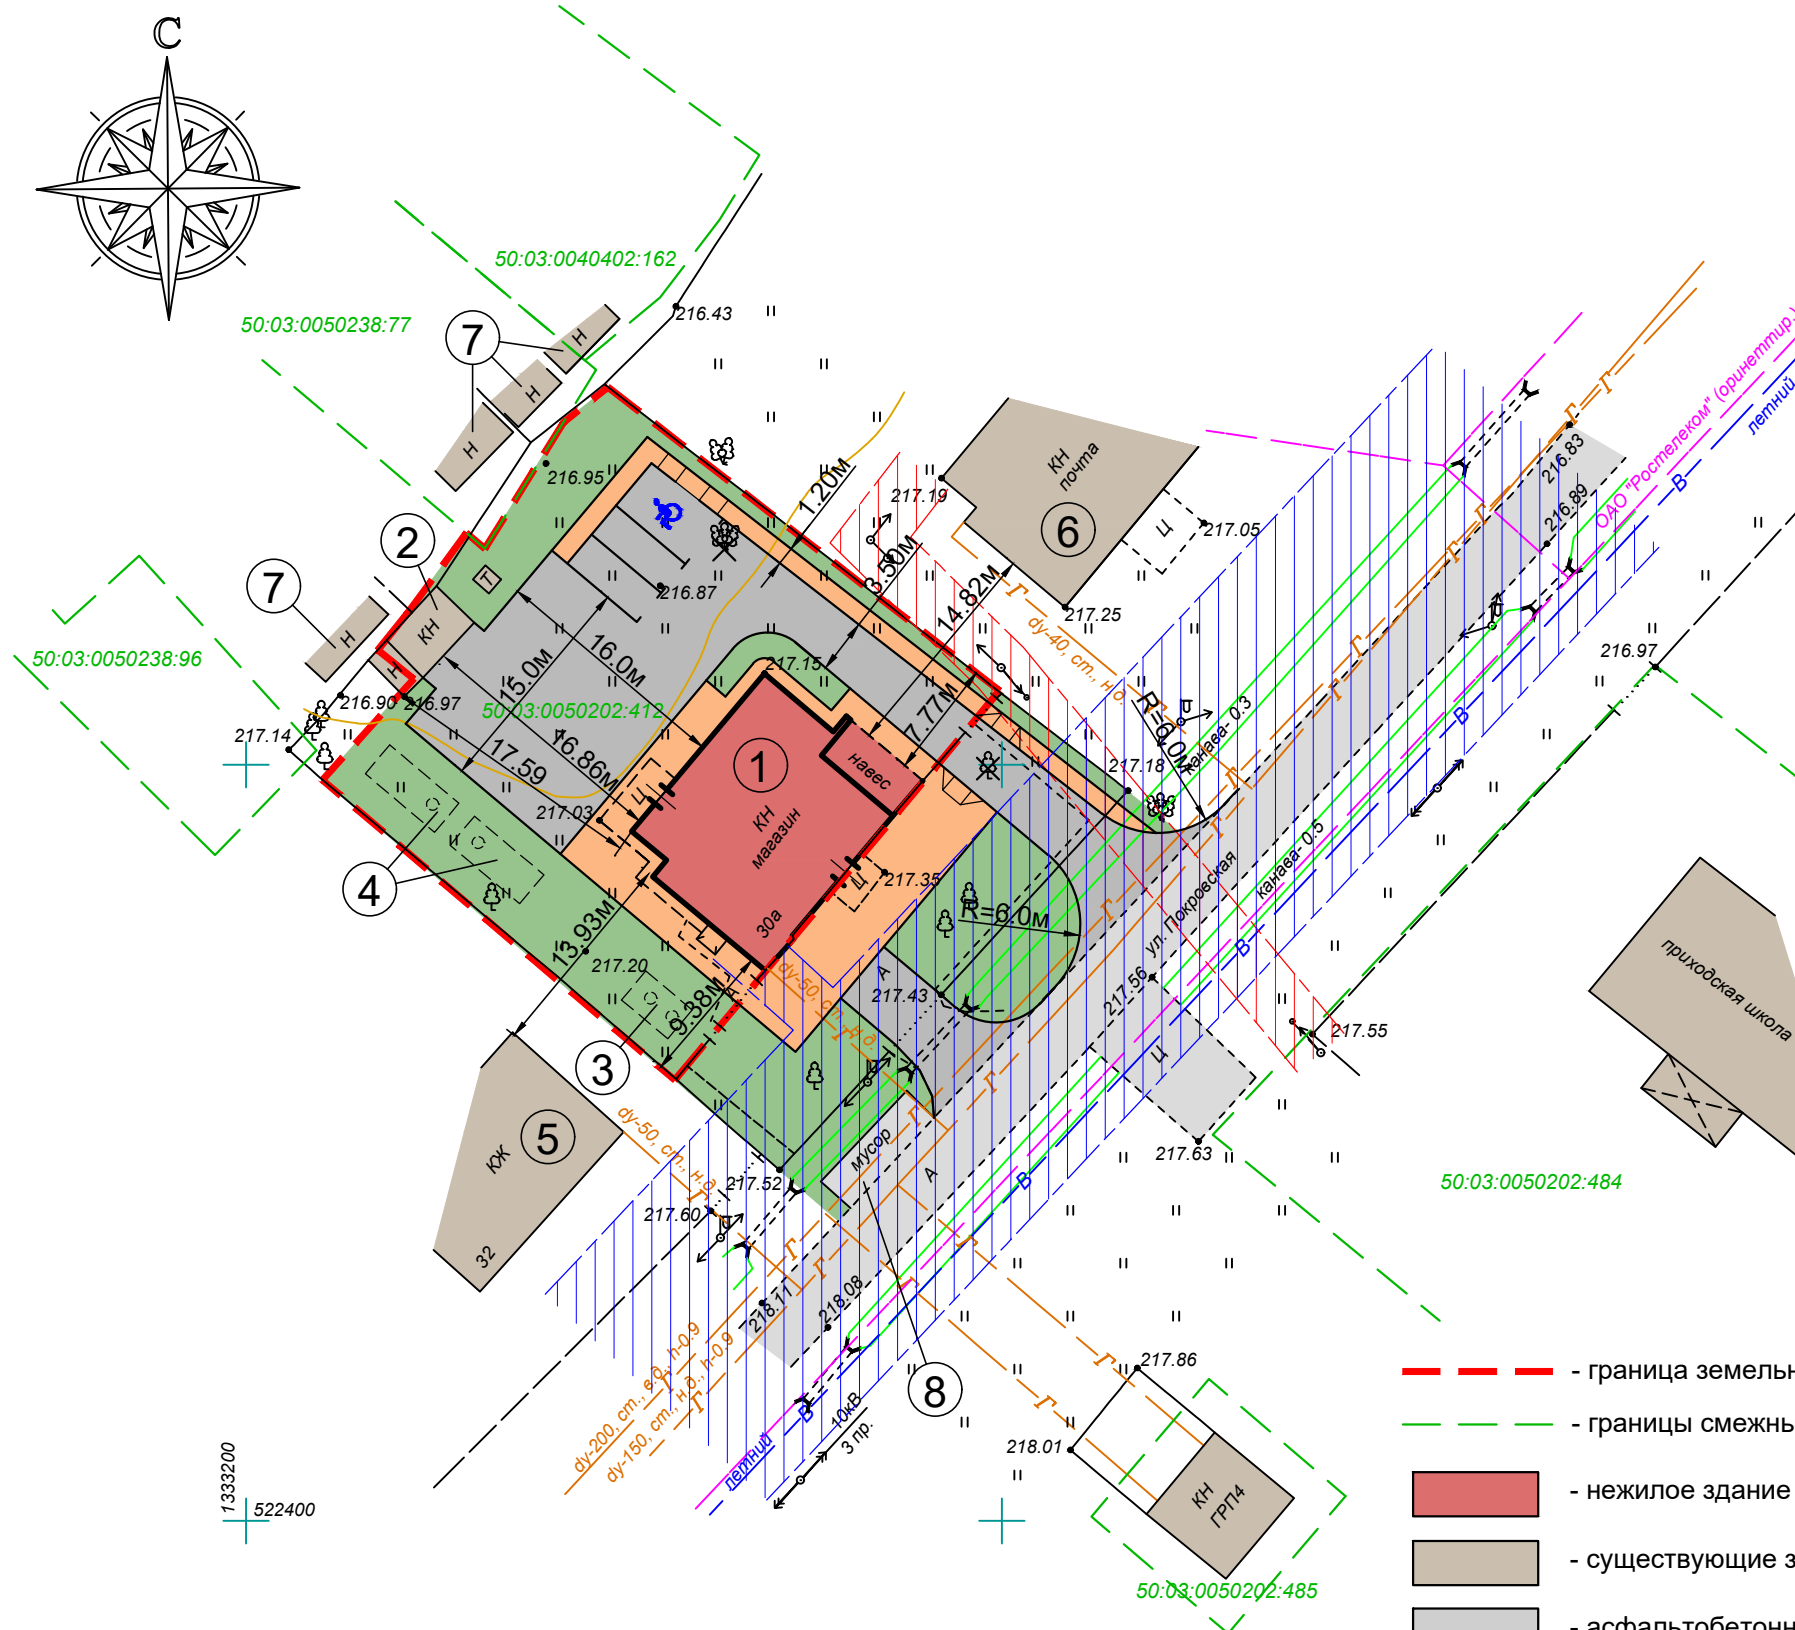 С
50:03:0040402:162
216.43
50:03:0050238:77
7
Н
Н
Н
216.95
1.20м
217.19
КН
почта
6
Ц
217.05
216.83
216.89
ОАО "Ростелеком"
летний
В
2
7
Н
КН
Т
Н
216.87
3.50м
14.82м
217.25
dy-40, ст., н.д.
Г
50:03:0050238:96
216.90
216.97
217.14
15.0м
16.0м
217.15
50:03:0050202:412
16.86м
17.59
7.77м
R=6.0м
канава- 0.3
216.97
1
навес
КН
магазин
30а
217.03
Ц
217.18
217.35
Ц
4
13.93м
217.20
9.38м
3
R=6.0м
А
217.43
ул. Покровская
канава- 0.5
217.56
Ц
217.55
приходская школа
dy-50, ст., н.д.
5
КЖ
32
dy-50, ст., н.д.
217.52
217.60
мусор
А
217.63
50:03:0050202:484
218.11
218.08
8
dy-200, ст., в.д., h-0.9
dy-150, ст., н.д., h-0.9
летний
В
10кВ
3 пр.
217.86
218.01
КН
ГРП4
50:03:0050202:485
1333200
522400
- граница земельн
- границы смежны
- нежилое здание
- существующие з
- асфальтобетонн